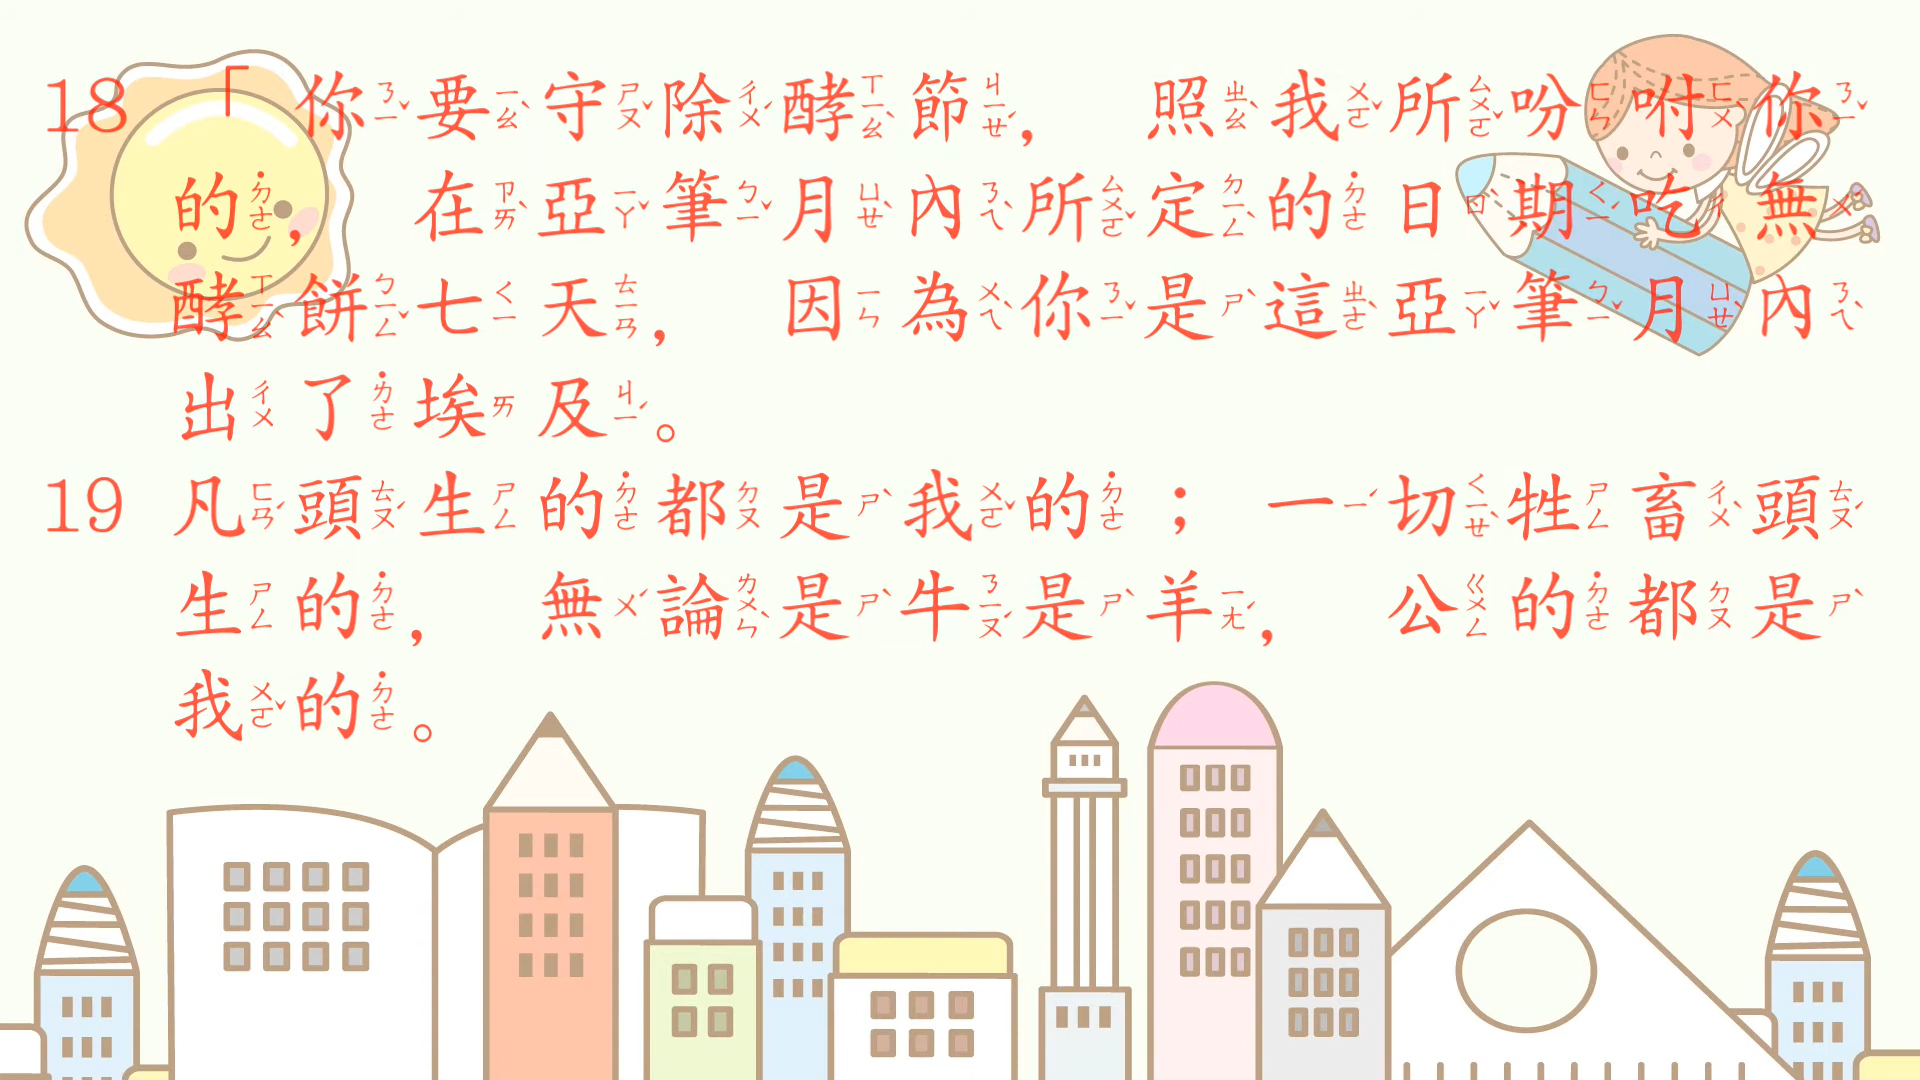 18 「你要守除酵節， 照我所吩咐你
的， 在亞筆月內所定的日期吃無
酵餅七天， 因為你是這亞筆月內
出了埃及。
19 凡頭生的都是我的； 一切牲畜頭
生的， 無論是牛是羊， 公的都是
我的。